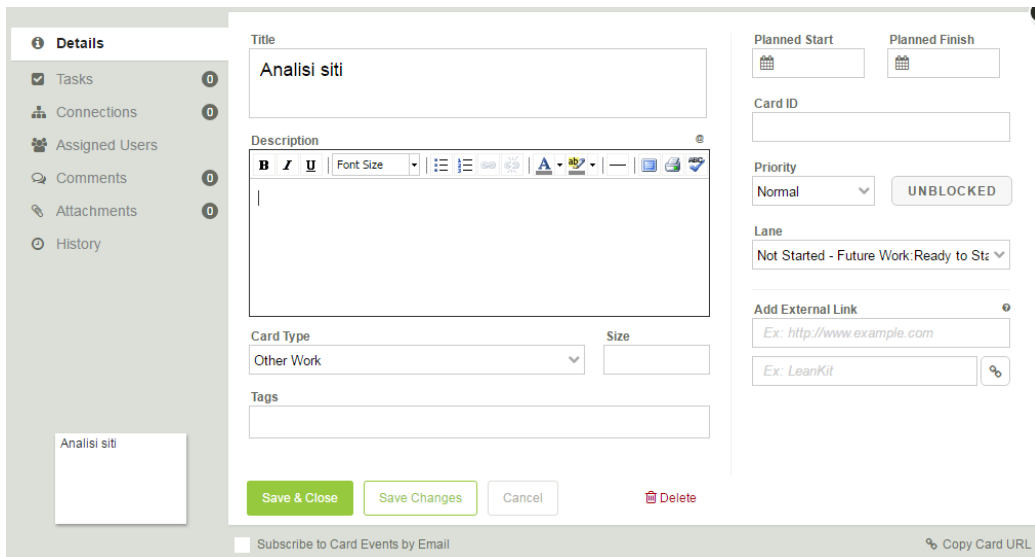 Details
Tasks 0
Connections 0
Assigned Users
Comments 0
Attachments 0
History
Analisi siti
Title
Analisi siti
Description @
B I U Font Size A ab ABC
Card Type Size
Other Work
Tags
Save & Close Save Changes Cancel Delete
Subscribe to Card Events by Email
Planned Start Planned Finish
Card ID
Priority
Normal UNBLOCKED
Lane
Not Started - Future Work:Ready to Sta
Add External Link ?
Ex: http://www.example.com
Ex: LeanKit
Copy Card URL